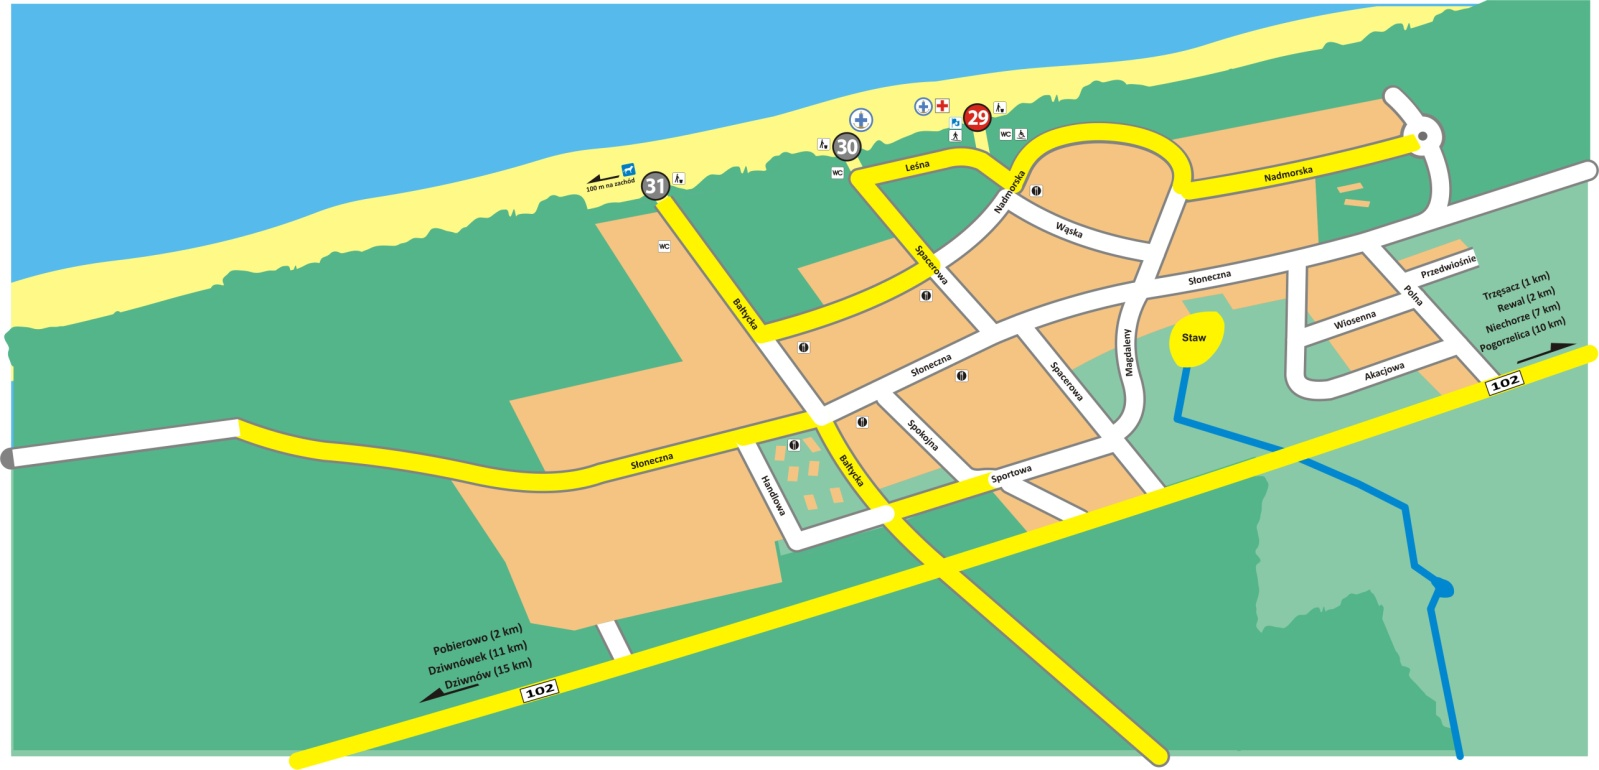 29
30
31
100 m na zachód
WC
WC
WC
Leśna
Nadmorska
Nadmorska
Wąska
Spacerowa
Bałtycka
Słoneczna
Przedwiośnie
Polna
Wiosenna
Akacjowa
Staw
Magdaleny
Słoneczna
Spacerowa
Spokojna
Sportowa
Bałtycka
Słoneczna
Handlowa
Trzęsacz (1 km)
Rewal (2 km)
Niechorze (7 km)
Pogorzelica (10 km)
102
Pobierowo (2 km)
Dziwnówek (11 km)
Dziwnów (15 km)
102